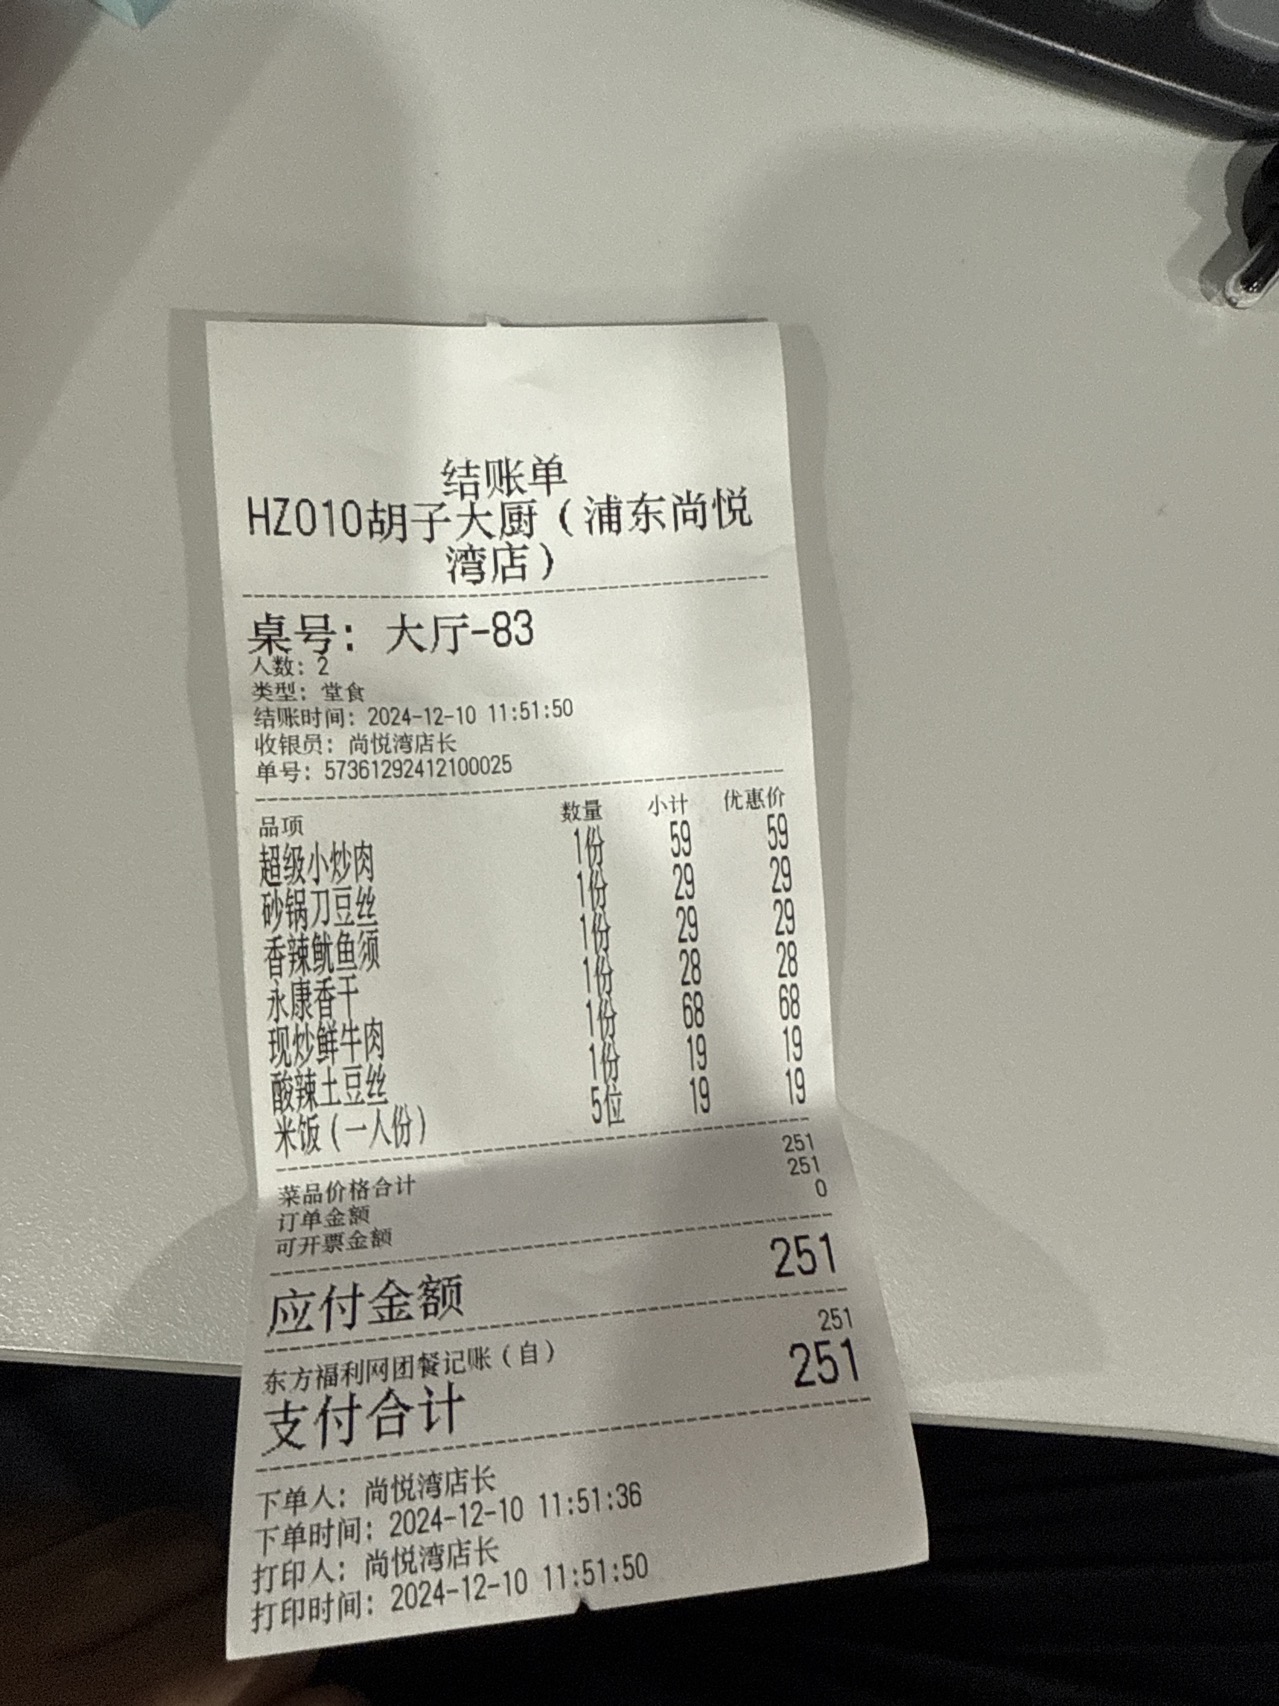 结账单
HZ010胡子大厨（浦东尚悦
湾店）
桌号: 大厅-83
人数: 2
类型: 堂食
结账时间: 2024-12-10 11:51:50
收银员: 尚悦湾店长
单号: 57361292412100025
品项 数量 小计 优惠价
超级小炒肉 1份 59 59
砂锅刀豆丝 1份 29 29
香辣鱿鱼须 1份 29 29
永康香干 1份 28 28
现炒鲜牛肉 1份 68 68
酸辣土豆丝 1份 19 19
米饭（一人份） 5位 19 19
菜品价格合计 251
订单金额 251
可开票金额 0
应付金额 251
东方福利网团餐记账（自） 251
支付合计 251
下单人: 尚悦湾店长
下单时间: 2024-12-10 11:51:36
打印人: 尚悦湾店长
打印时间: 2024-12-10 11:51:50